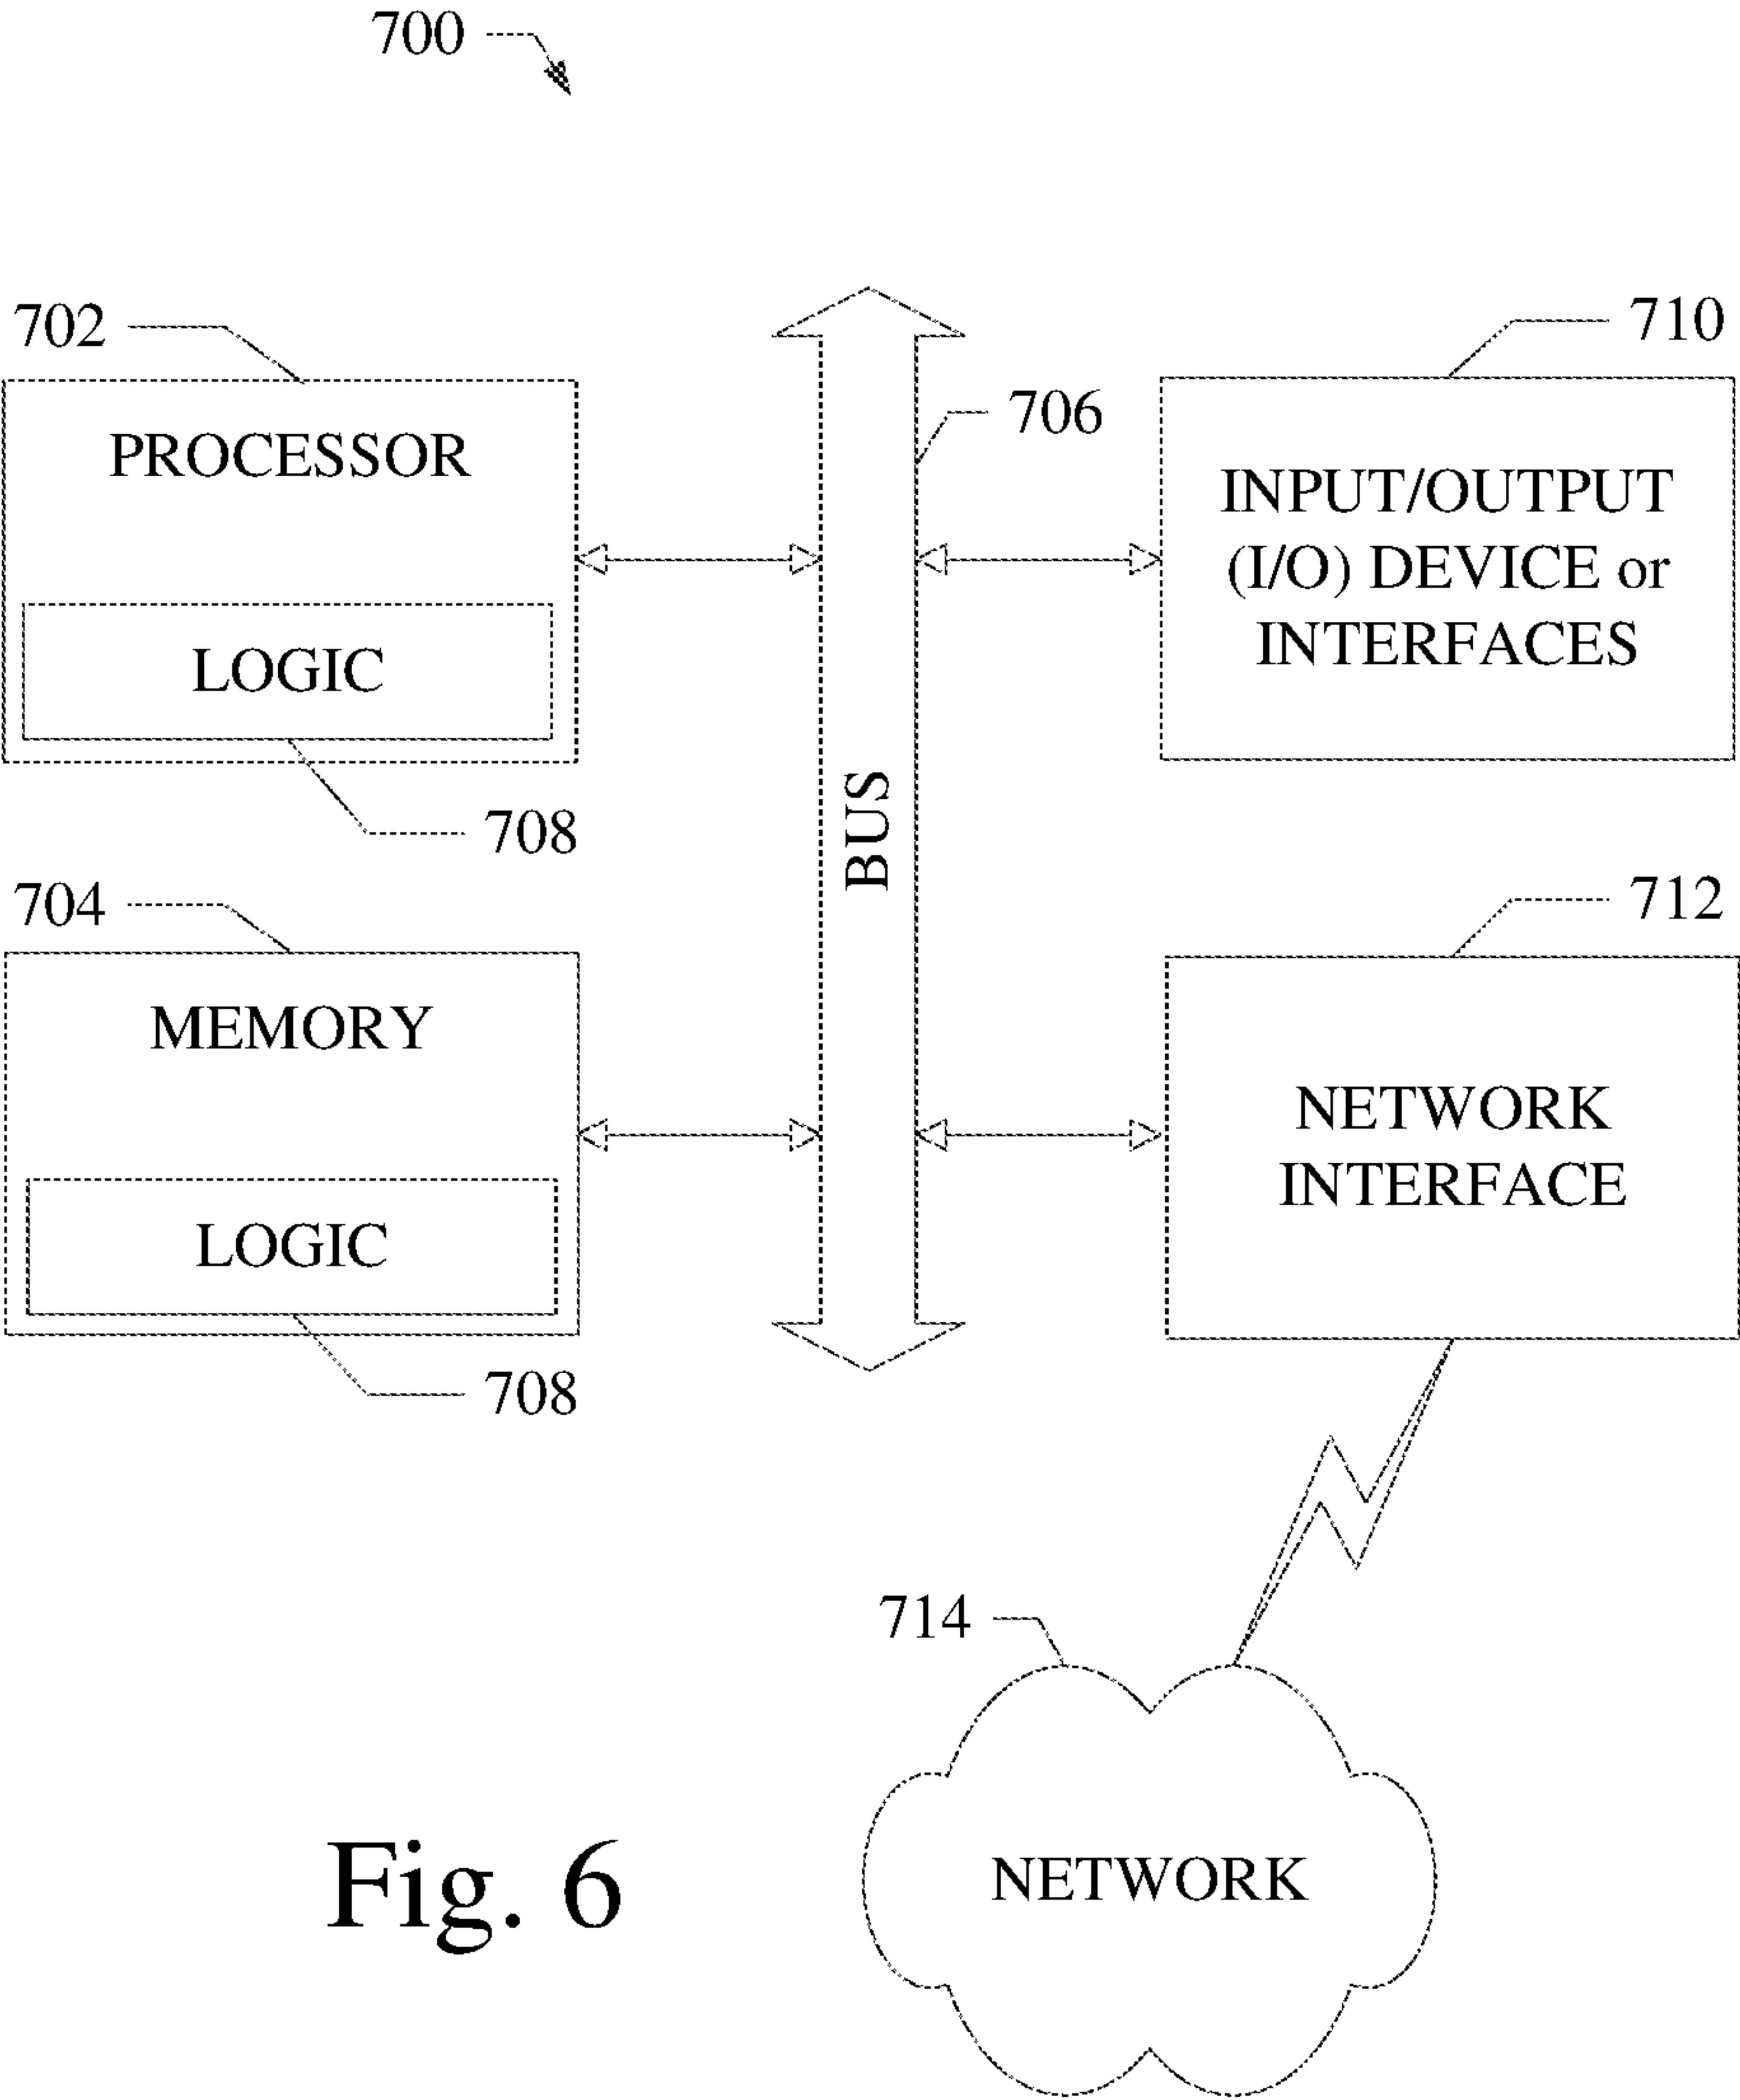 700
702
PROCESSOR
LOGIC
708
704
MEMORY
LOGIC
708
BUS
706
710
INPUT/OUTPUT
(I/O) DEVICE or
INTERFACES
712
NETWORK
INTERFACE
714
NETWORK
Fig. 6